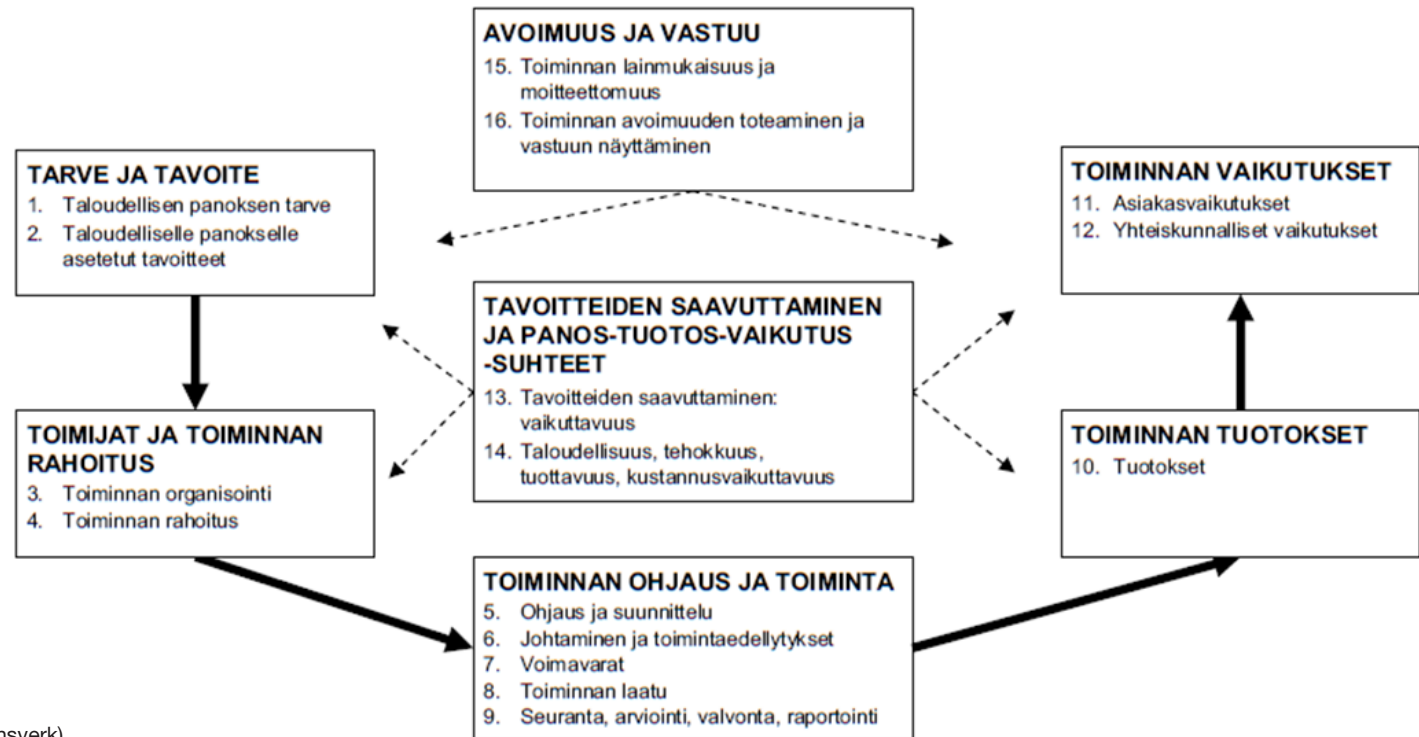 AVOIMUUS JA VASTUU
15. Toiminnan lainmukaisuus ja
moitteettomuus
16. Toiminnan avoimuuden toteaminen ja
vastuun näyttäminen
TARVE JA TAVOITE
1. Taloudellisen panoksen tarve
2. Taloudelliselle panokselle
asetetut tavoitteet
TOIMINNAN VAIKUTUKSET
11. Asiakasvaikutukset
12. Yhteiskunnalliset vaikutukset
TAVOITTEIDEN SAAVUTTAMINEN
JA PANOS-TUOTOS-VAIKUTUS
-SUHTEET
13. Tavoitteiden saavuttaminen:
vaikuttavuus
14. Taloudellisuus, tehokkuus,
tuottavuus, kustannusvaikuttavuus
TOIMIJAT JA TOIMINNAN
RAHOITUS
3. Toiminnan organisointi
4. Toiminnan rahoitus
TOIMINNAN TUOTOKSET
10. Tuotokset
TOIMINNAN OHJAUS JA TOIMINTA
5. Ohjaus ja suunnittelu
6. Johtaminen ja toimintaedellytykset
7. Voimavarat
8. Toiminnan laatu
9. Seuranta, arviointi, valvonta, raportointi